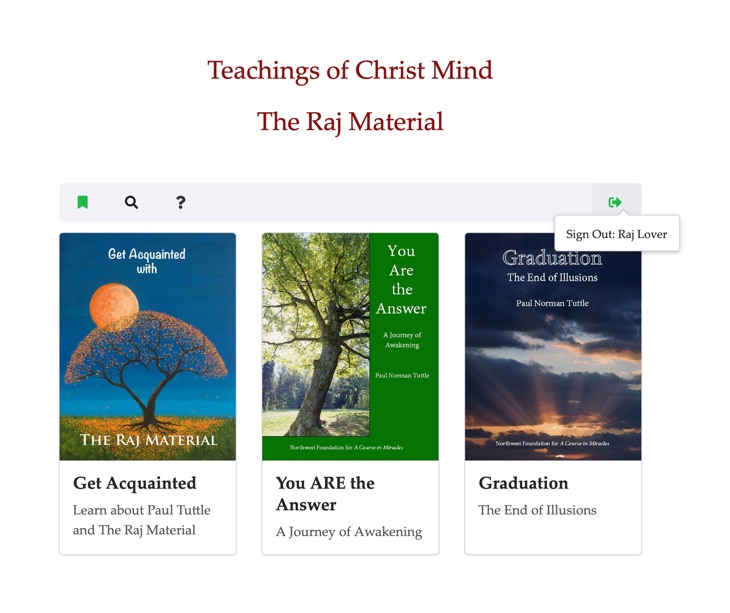 Teachings of Christ Mind
The Raj Material
?
Sign Out: Raj Lover
Get Acquainted
with
THE RAJ MATERIAL
You
Are
the
Answer
A Journey of
Awakening
Paul Norman Tuttle
Northwest Foundation for A Course in Miracles
Graduation
The End of Illusions
Paul Norman Tuttle
Northwest Foundation for A Course in Miracles
Get Acquainted
Learn about Paul Tuttle
and The Raj Material
You ARE the
Answer
A Journey of Awakening
Graduation
The End of Illusions